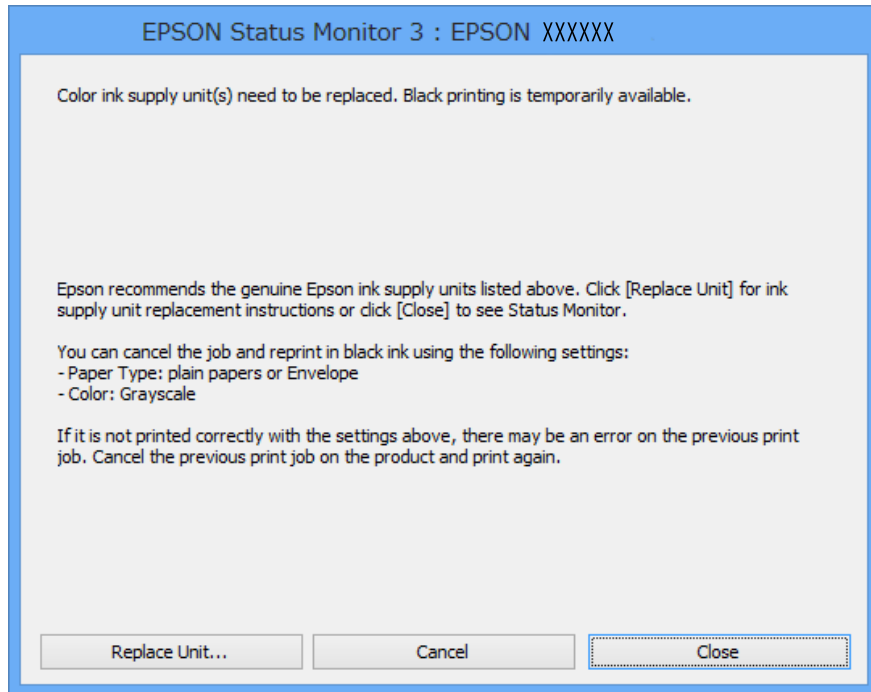 EPSON Status Monitor 3 : EPSON XXXXXX
Color ink supply unit(s) need to be replaced. Black printing is temporarily available.
Epson recommends the genuine Epson ink supply units listed above. Click [Replace Unit] for ink
supply unit replacement instructions or click [Close] to see Status Monitor.
You can cancel the job and reprint in black ink using the following settings:
- Paper Type: plain papers or Envelope
- Color: Grayscale
If it is not printed correctly with the settings above, there may be an error on the previous print
job. Cancel the previous print job on the product and print again.
Replace Unit... Cancel Close